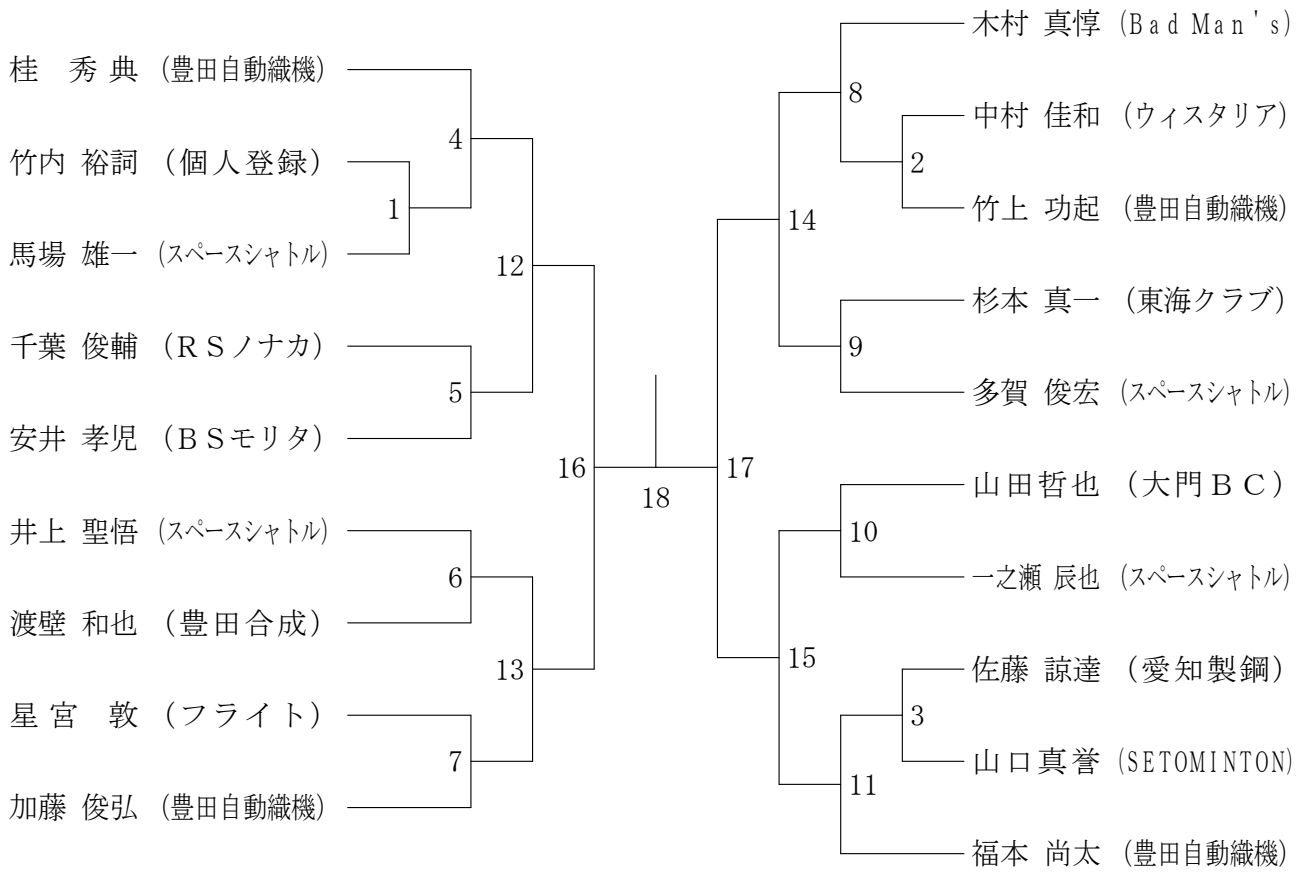 桂 秀典 (豊田自動織機)
竹内 裕詞 (個人登録)
馬場 雄一 (スペースシャトル)
千葉 俊輔 (ＲＳノナカ)
安井 孝児 (ＢＳモリタ)
井上 聖悟 (スペースシャトル)
渡壁 和也 (豊田合成)
星宮 敦 (フライト)
加藤 俊弘 (豊田自動織機)
1
4
5
6
7
12
13
16
18
17
14
15
8
9
10
11
2
3
木村 真惇 (Bad Man's)
中村 佳和 (ウィスタリア)
竹上 功起 (豊田自動織機)
杉本 真一 (東海クラブ)
多賀 俊宏 (スペースシャトル)
山田哲也 (大門ＢＣ)
一之瀬 辰也 (スペースシャトル)
佐藤 諒達 (愛知製鋼)
山口真誉 (SETOMINTON)
福本 尚太 (豊田自動織機)